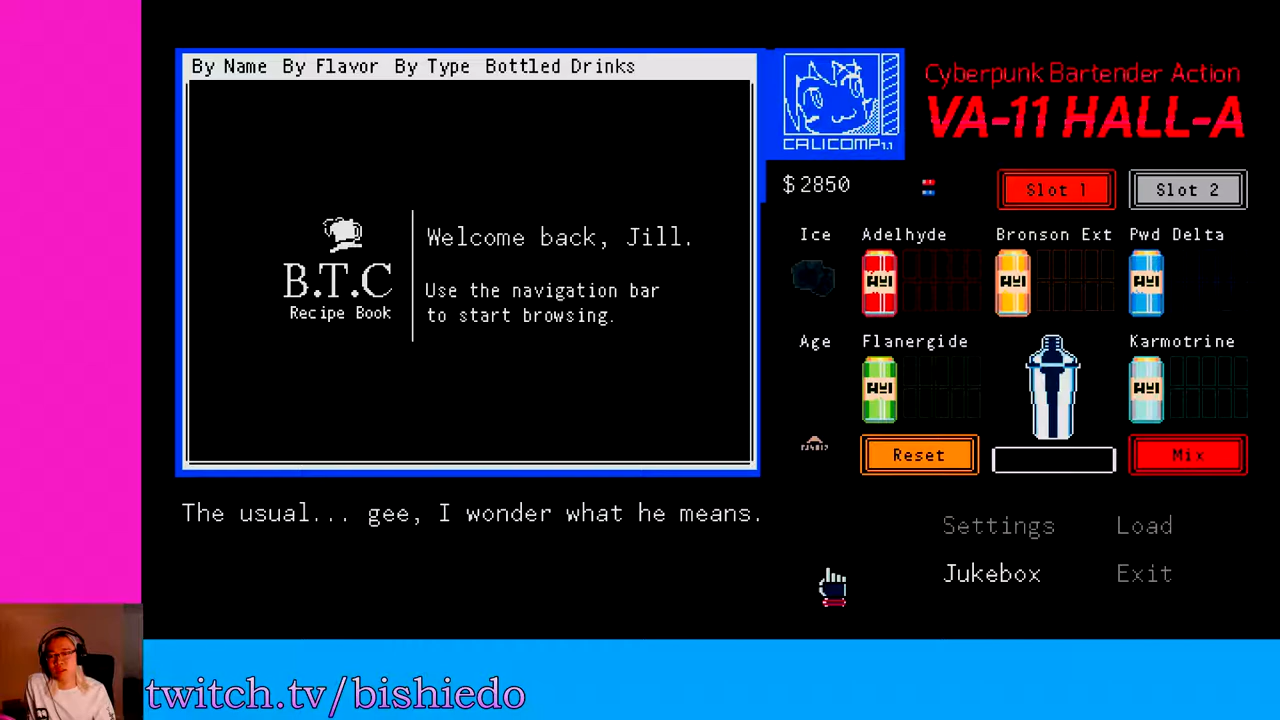 By Name By Flavor By Type Bottled Drinks
CALICOMP1.1
Cyberpunk Bartender Action
VA-11 HALL-A
$2850
Slot 1
Slot 2
Ice
Adelhyde
Bronson Ext
Pwd Delta
B.T.C
Recipe Book
Welcome back, Jill.
Use the navigation bar
to start browsing.
Age
Flanergide
Karmotrine
Reset
Mix
The usual... gee, I wonder what he means.
Settings
Load
Jukebox
Exit
twitch.tv/bishiedo